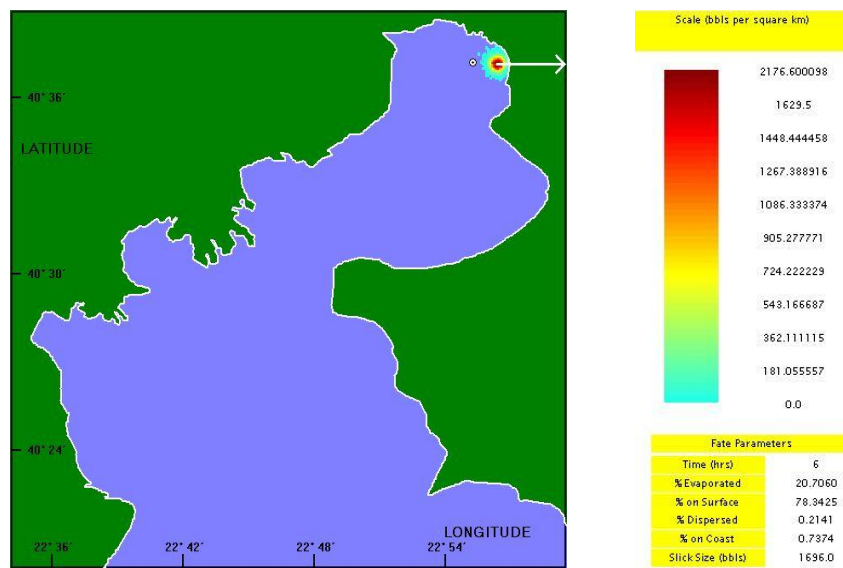 Scale (bbls per square km)
2176.600098
1629.5
1448.444458
1267.388916
1086.333374
905.277771
724.222229
543.166687
362.111115
181.055557
0.0
40° 36'
LATITUDE
40° 30'
40° 24'
LONGITUDE
22° 36'
22° 42'
22° 48'
22° 54'
Fate Parameters
Time (hrs) 6
% Evaporated 20.7060
% on Surface 78.3425
% Dispersed 0.2141
% on Coast 0.7374
Slick Size (bbls) 1696.0